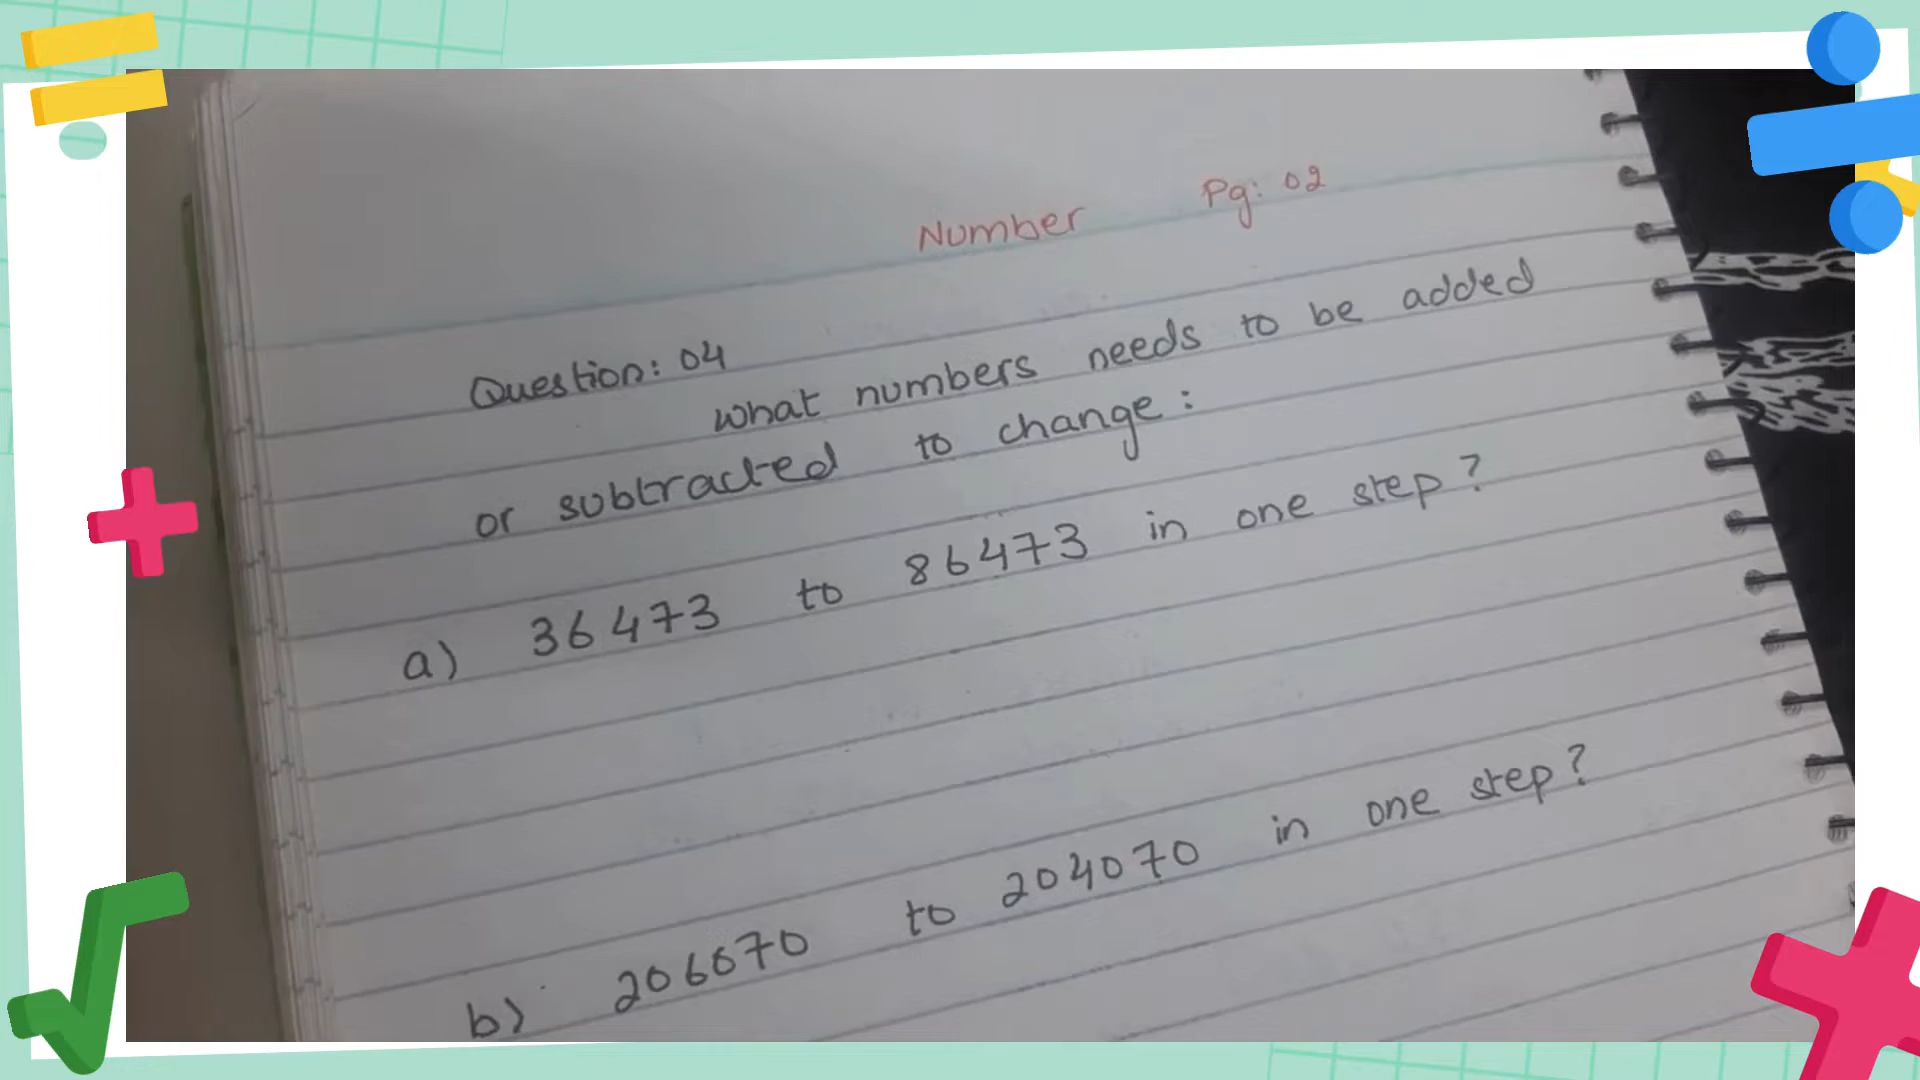 Number Pg: 02
Question: 04
What numbers needs to be added
or subtracted to change:
a) 36473 to 86473 in one step?
b) 206070 to 204070 in one step?